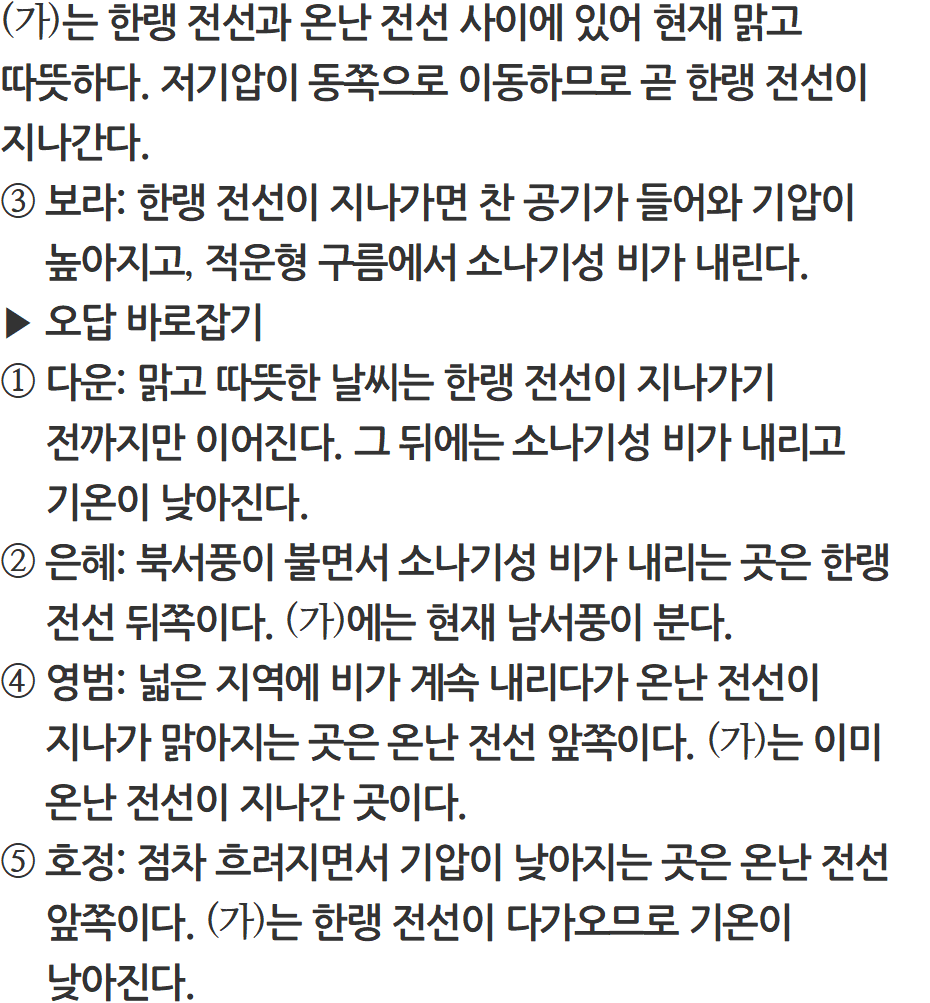 (가)는 한랭 전선과 온난 전선 사이에 있어 현재 맑고
따뜻하다. 저기압이 동쪽으로 이동하므로 곧 한랭 전선이
지나간다.
③ 보라: 한랭 전선이 지나가면 찬 공기가 들어와 기압이
높아지고, 적운형 구름에서 소나기성 비가 내린다.
▶ 오답 바로잡기
① 다운: 맑고 따뜻한 날씨는 한랭 전선이 지나가기
전까지만 이어진다. 그 뒤에는 소나기성 비가 내리고
기온이 낮아진다.
② 은혜: 북서풍이 불면서 소나기성 비가 내리는 곳은 한랭
전선 뒤쪽이다. (가)에는 현재 남서풍이 분다.
④ 영범: 넓은 지역에 비가 계속 내리다가 온난 전선이
지나가 맑아지는 곳은 온난 전선 앞쪽이다. (가)는 이미
온난 전선이 지나간 곳이다.
⑤ 호정: 점차 흐려지면서 기압이 낮아지는 곳은 온난 전선
앞쪽이다. (가)는 한랭 전선이 다가오므로 기온이
낮아진다.